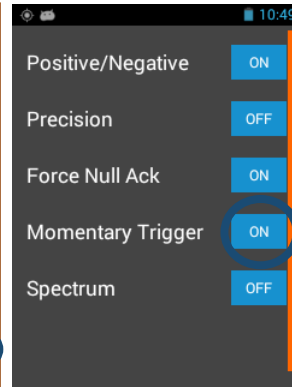 10:49
Positive/Negative ON
Precision OFF
Force Null Ack ON
Momentary Trigger ON
Spectrum OFF